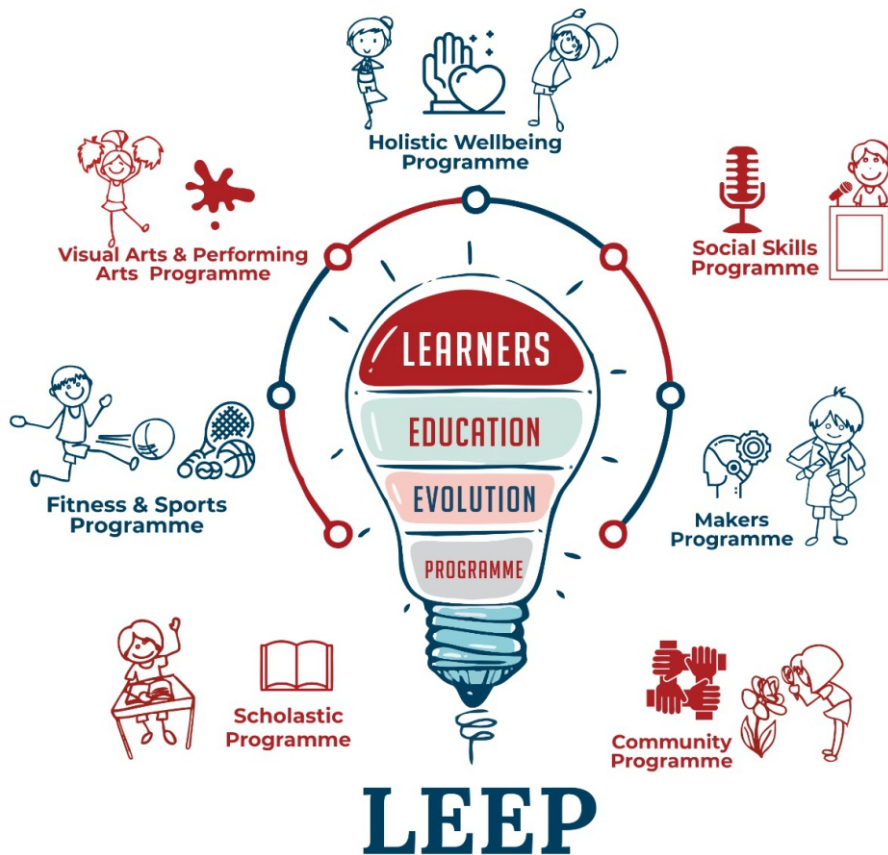 Holistic Wellbeing
Programme
Visual Arts & Performing
Arts Programme
Social Skills
Programme
LEARNERS
EDUCATION
EVOLUTION
PROGRAMME
Fitness & Sports
Programme
Makers
Programme
Scholastic
Programme
Community
Programme
LEEP